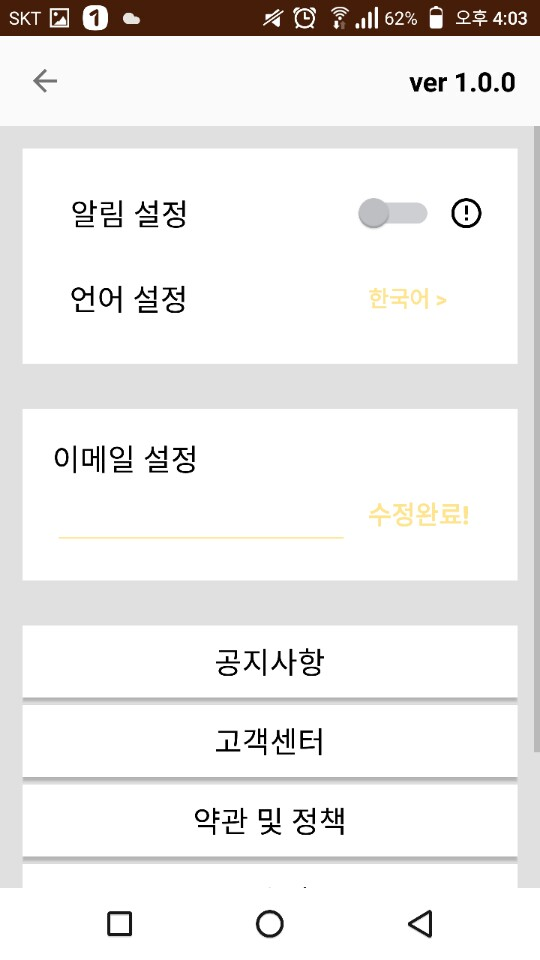 SKT 1 62% 오후 4:03
ver 1.0.0
알림 설정
언어 설정 한국어 >
이메일 설정
수정완료!
공지사항
고객센터
약관 및 정책